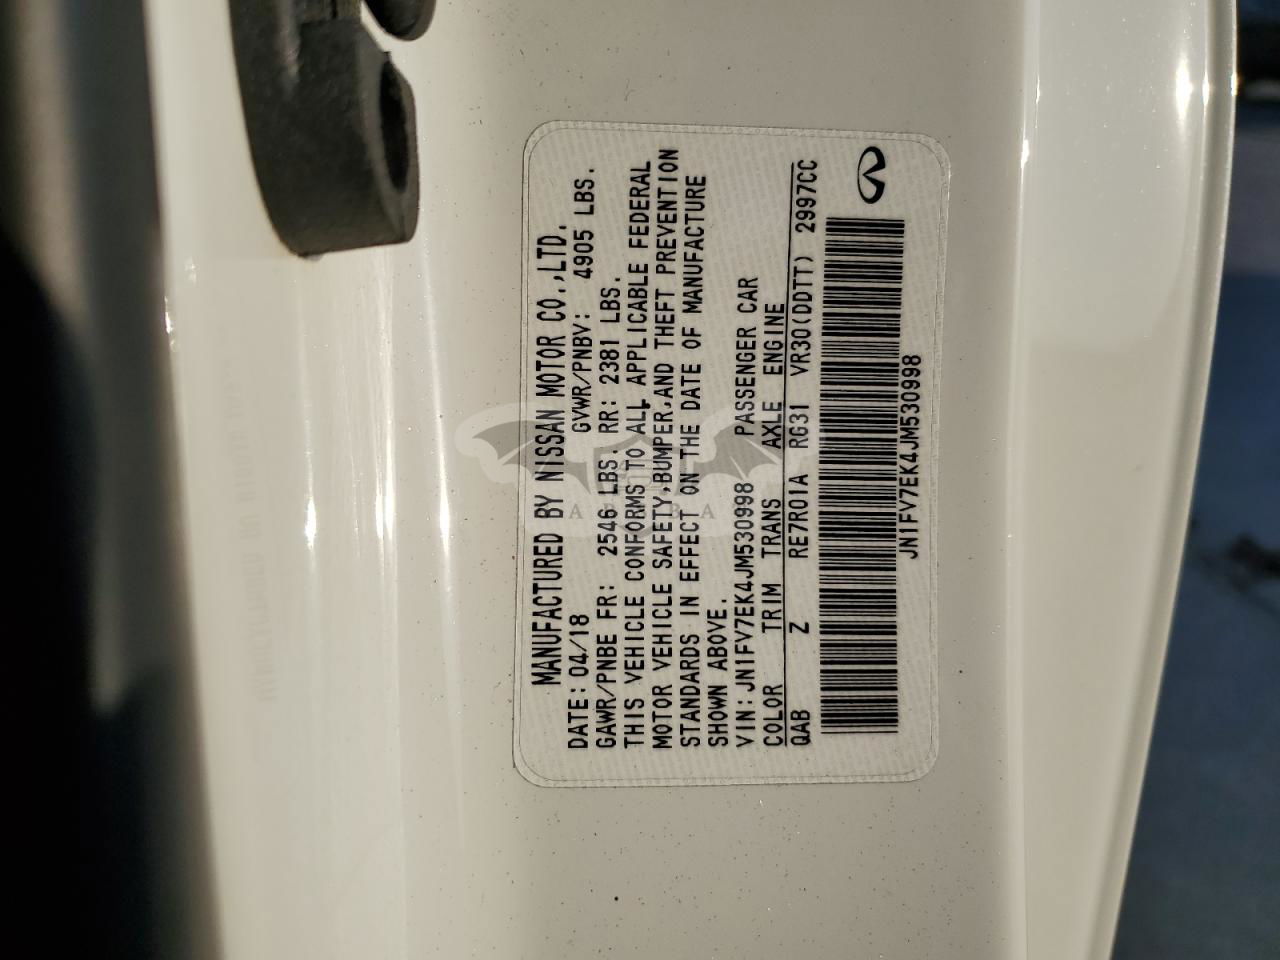 MANUFACTURED BY NISSAN MOTOR CO.,LTD.
DATE: 04/18 GVWR/PNBV: 4905 LBS.
GAWR/PNBE FR: 2546 LBS. RR: 2381 LBS.
THIS VEHICLE CONFORMS TO ALL APPLICABLE FEDERAL
MOTOR VEHICLE SAFETY,BUMPER,AND THEFT PREVENTION
STANDARDS IN EFFECT ON THE DATE OF MANUFACTURE
SHOWN ABOVE.
VIN: JN1FV7EK4JM530998 PASSENGER CAR
COLOR TRIM TRANS AXLE ENGINE
QAB Z RE7R01A RG31 VR30(DDTT) 2997CC
JN1FV7EK4JM530998